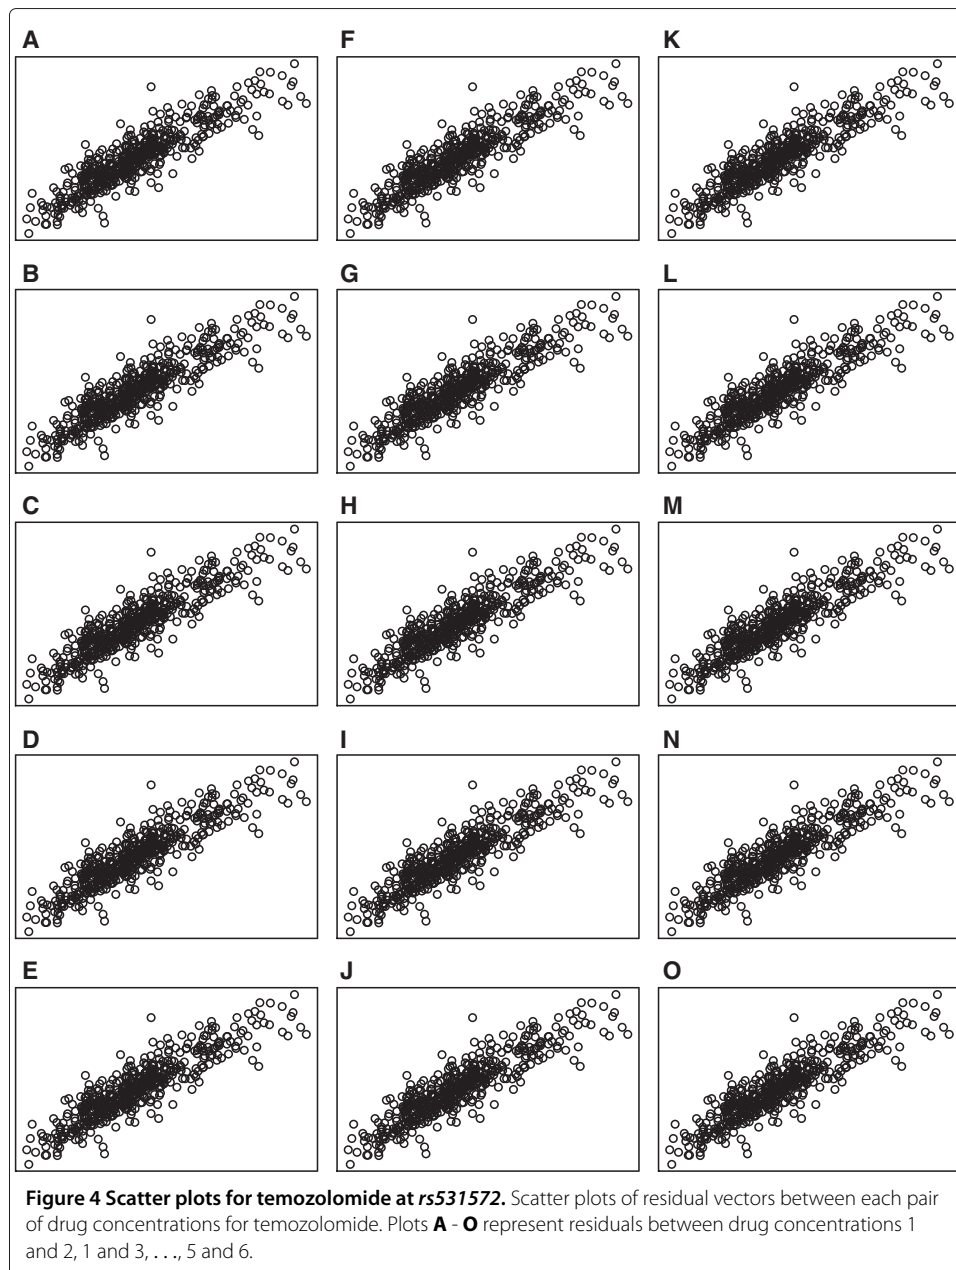 A F K
B G L
C H M
D I N
E J O
Figure 4 Scatter plots for temozolomide at rs531572. Scatter plots of residual vectors between each pair
of drug concentrations for temozolomide. Plots A - O represent residuals between drug concentrations 1
and 2, 1 and 3, . . ., 5 and 6.